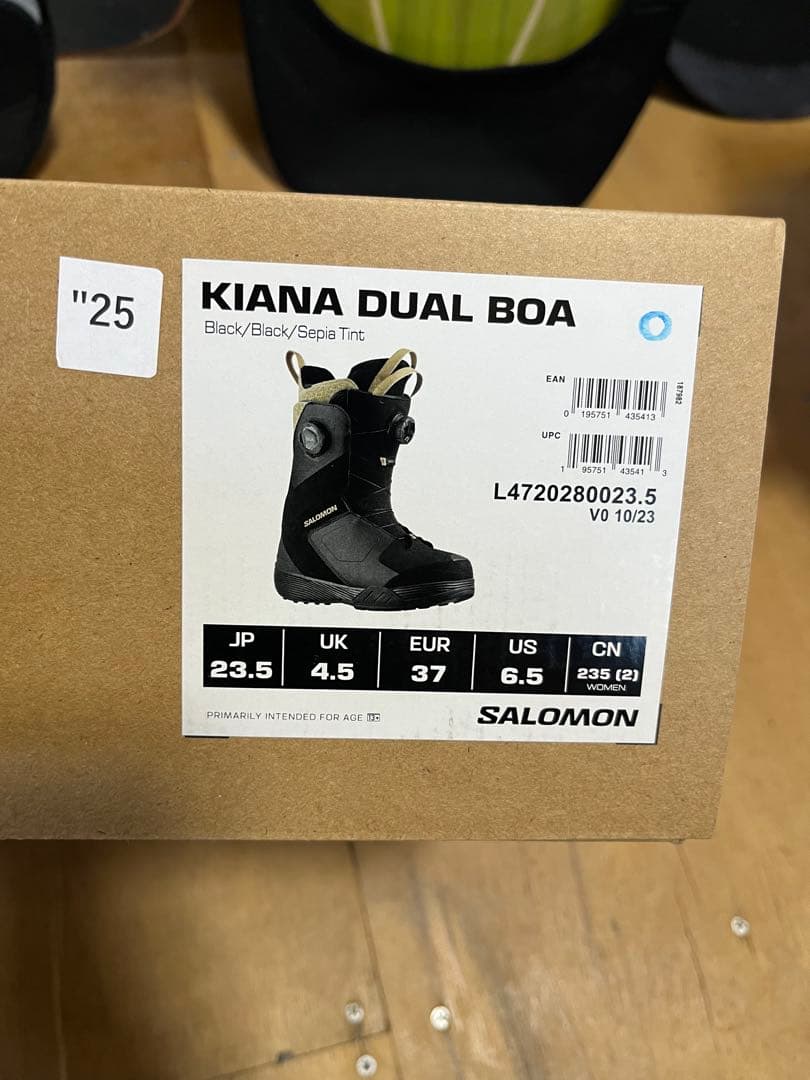 "25
KIANA DUAL BOA
Black/Black/Sepia Tint
EAN
0 195751 435413
187982
UPC
1 95751 43541 3
L4720280023.5
V0 10/23
SALOMON
JP UK EUR US CN
23.5 4.5 37 6.5 235 (2)
WOMEN
PRIMARILY INTENDED FOR AGE
SALOMON